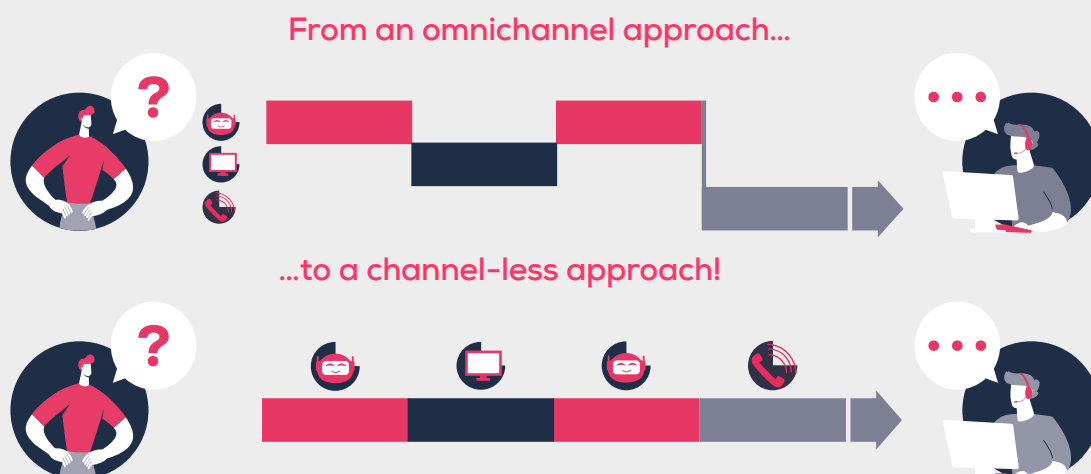 From an omnichannel approach...
?
...to a channel-less approach!
?